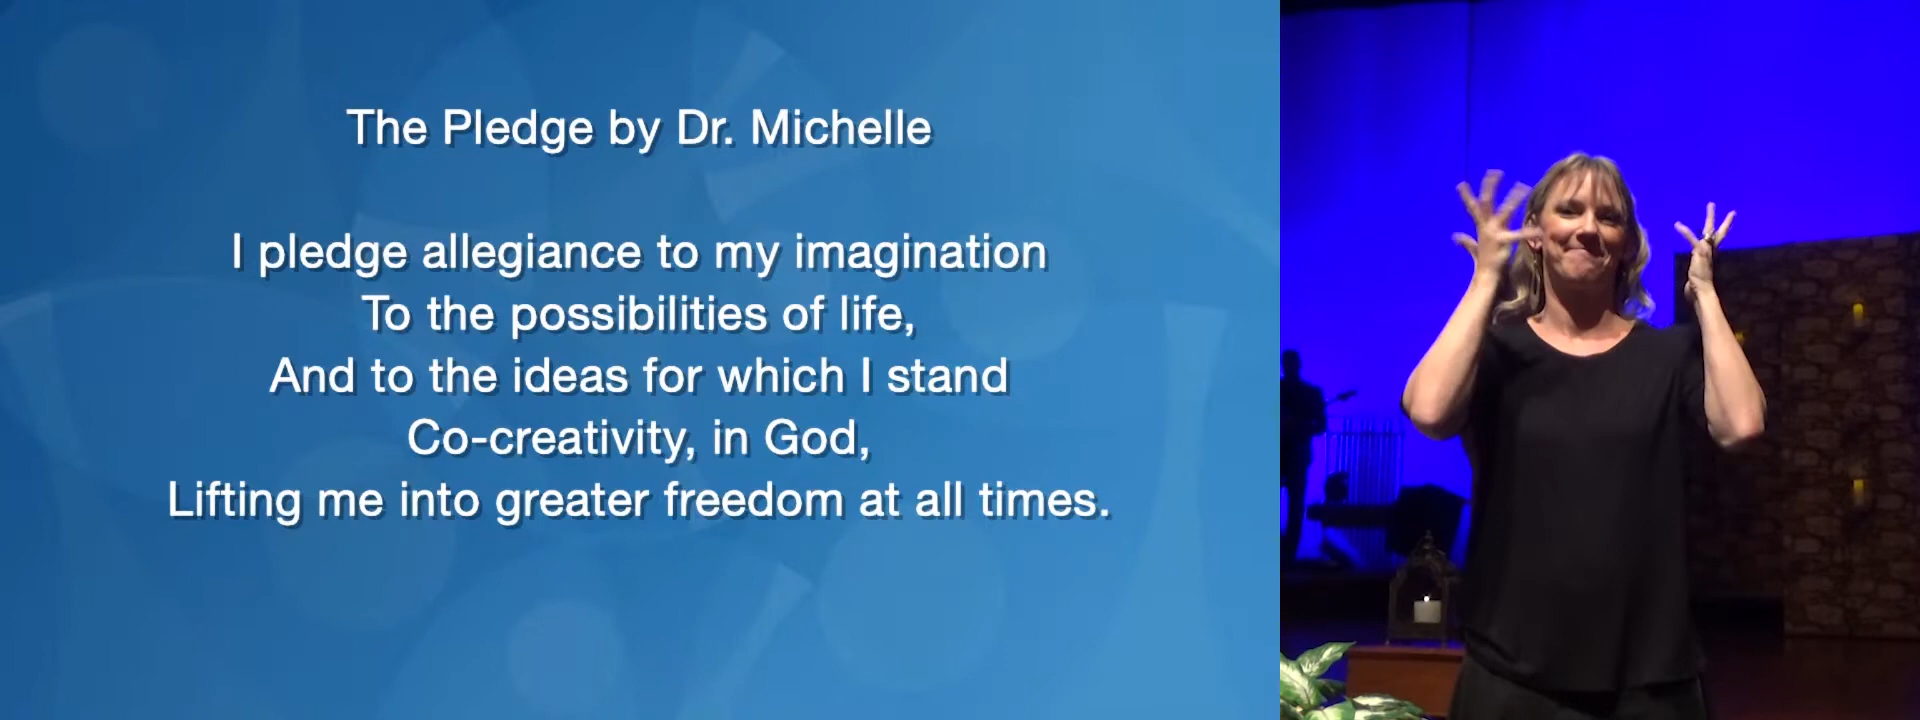 The Pledge by Dr. Michelle
I pledge allegiance to my imagination
To the possibilities of life,
And to the ideas for which I stand
Co-creativity, in God,
Lifting me into greater freedom at all times.